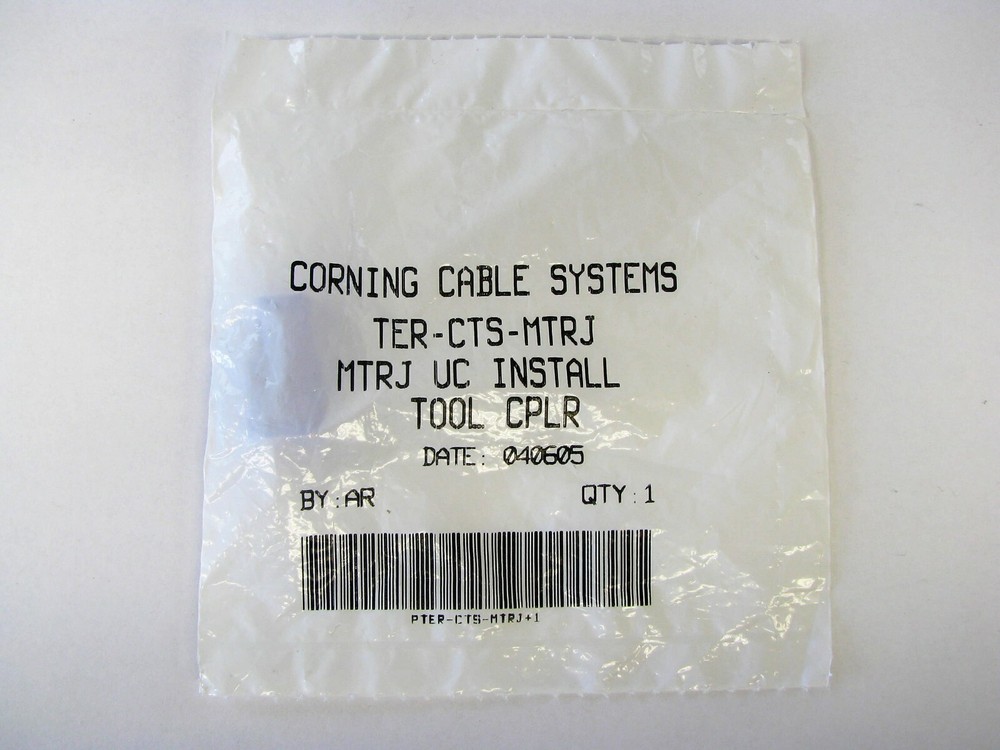 CORNING CABLE SYSTEMS
TER-CTS-MTRJ
MTRJ UC INSTALL
TOOL CPLR
DATE: 040605
BY:AR QTY:1
PTER-CTS-MTRJ+1